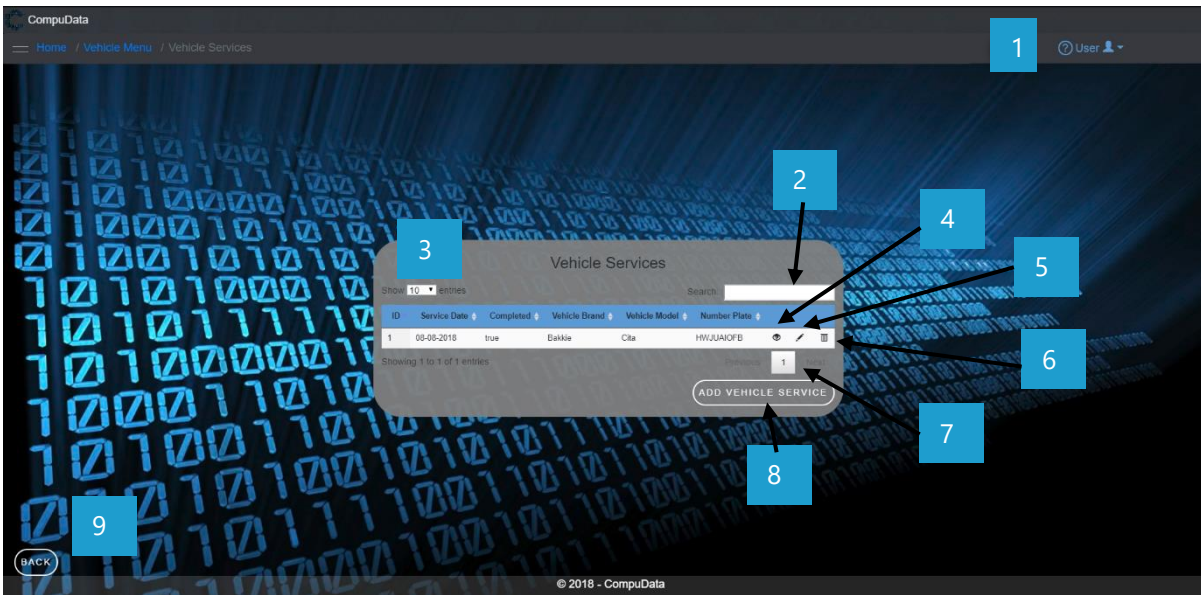 CompuData
Home / Vehicle Menu / Vehicle Services
1
User
2
4
3
Vehicle Services
5
Show 10 entries
Search:
ID Service Date Completed Vehicle Brand Vehicle Model Number Plate
1 08-08-2018 true Bakkie Cita HWJUAIOFB
6
Showing 1 to 1 of 1 entries
Previous 1 Next
ADD VEHICLE SERVICE
7
8
9
BACK
© 2018 - CompuData